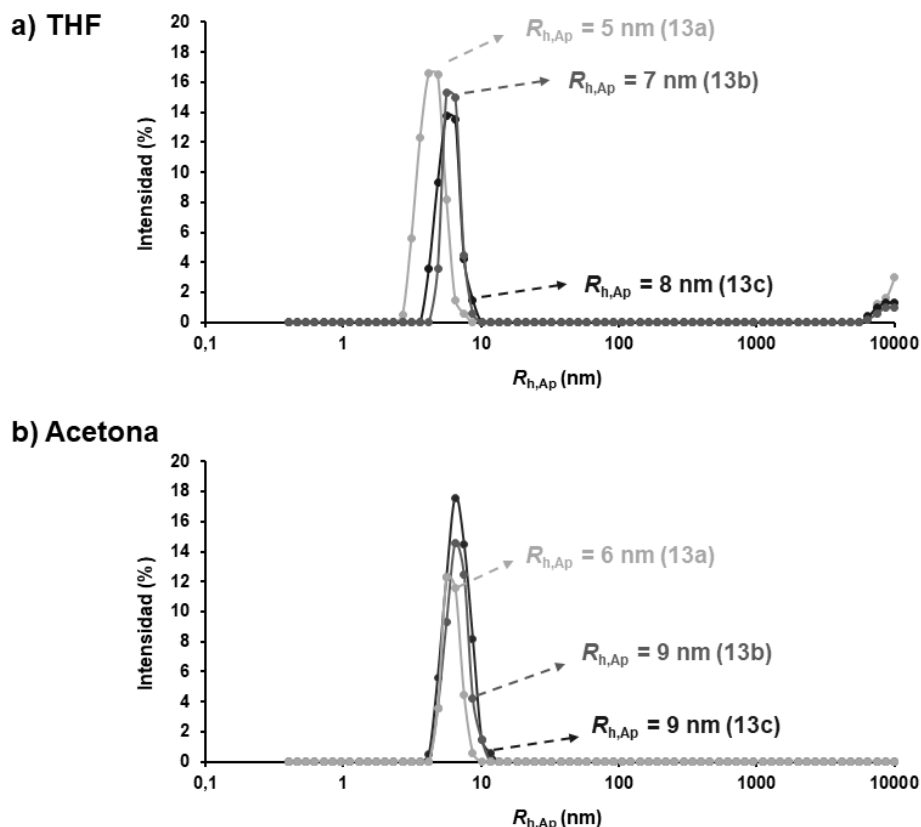 a) THF
Rh,Ap = 5 nm (13a)
Rh,Ap = 7 nm (13b)
Rh,Ap = 8 nm (13c)
Intensidad (%)
20
18
16
14
12
10
8
6
4
2
0
0,1
1
10
100
1000
10000
Rh,Ap (nm)
b) Acetona
Rh,Ap = 6 nm (13a)
Rh,Ap = 9 nm (13b)
Rh,Ap = 9 nm (13c)
Intensidad (%)
20
18
16
14
12
10
8
6
4
2
0
0,1
1
10
100
1000
10000
Rh,Ap (nm)